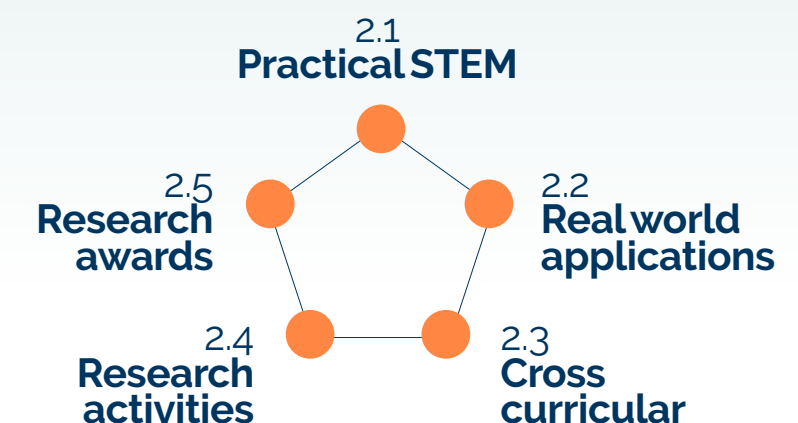 2.1
Practical STEM
2.5
Research
awards
2.2
Real world
applications
2.4
Research
activities
2.3
Cross
curricular